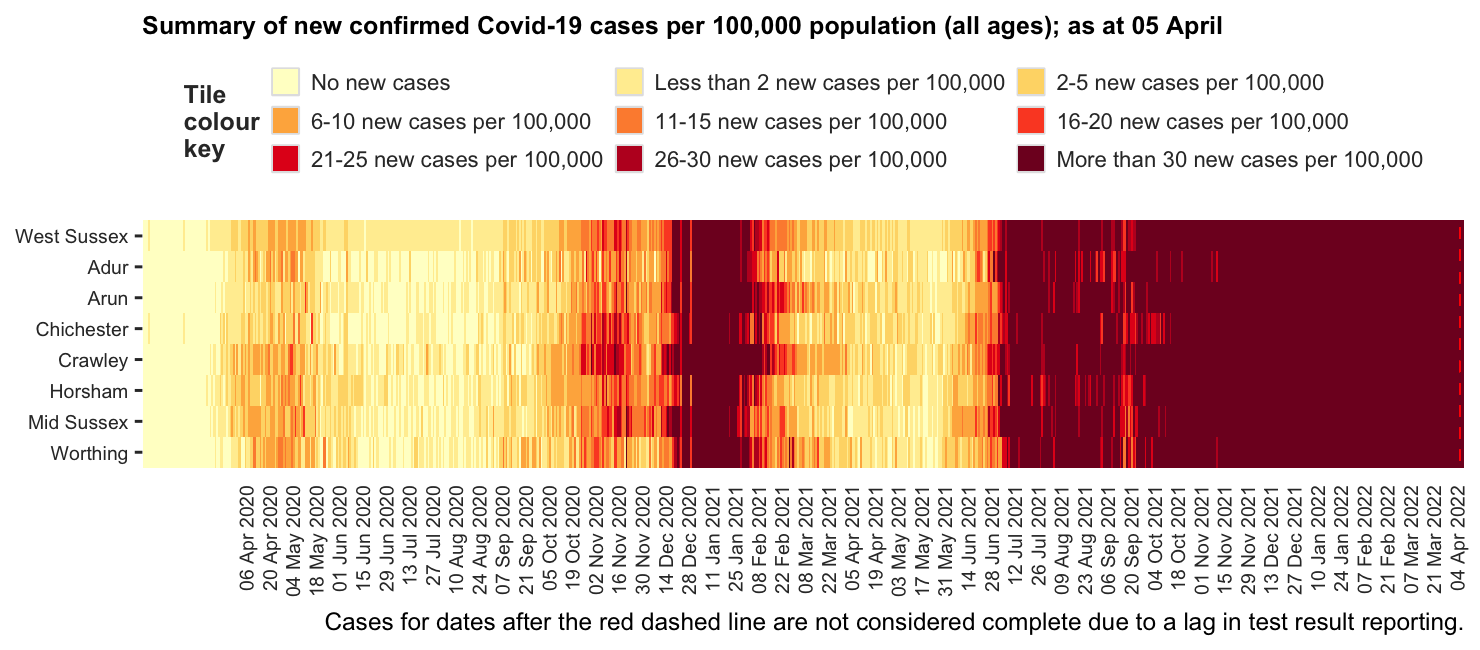 Summary of new confirmed Covid-19 cases per 100,000 population (all ages); as at 05 April
Tile
colour
key
No new cases
Less than 2 new cases per 100,000
2-5 new cases per 100,000
6-10 new cases per 100,000
11-15 new cases per 100,000
16-20 new cases per 100,000
21-25 new cases per 100,000
26-30 new cases per 100,000
More than 30 new cases per 100,000
West Sussex
Adur
Arun
Chichester
Crawley
Horsham
Mid Sussex
Worthing
06 Apr 2020
20 Apr 2020
04 May 2020
18 May 2020
01 Jun 2020
15 Jun 2020
29 Jun 2020
13 Jul 2020
27 Jul 2020
10 Aug 2020
24 Aug 2020
07 Sep 2020
21 Sep 2020
05 Oct 2020
19 Oct 2020
02 Nov 2020
16 Nov 2020
30 Nov 2020
14 Dec 2020
28 Dec 2020
11 Jan 2021
25 Jan 2021
08 Feb 2021
22 Feb 2021
08 Mar 2021
22 Mar 2021
05 Apr 2021
19 Apr 2021
03 May 2021
17 May 2021
31 May 2021
14 Jun 2021
28 Jun 2021
12 Jul 2021
26 Jul 2021
09 Aug 2021
23 Aug 2021
06 Sep 2021
20 Sep 2021
04 Oct 2021
18 Oct 2021
01 Nov 2021
15 Nov 2021
29 Nov 2021
13 Dec 2021
27 Dec 2021
10 Jan 2022
24 Jan 2022
07 Feb 2022
21 Feb 2022
07 Mar 2022
21 Mar 2022
04 Apr 2022
Cases for dates after the red dashed line are not considered complete due to a lag in test result reporting.